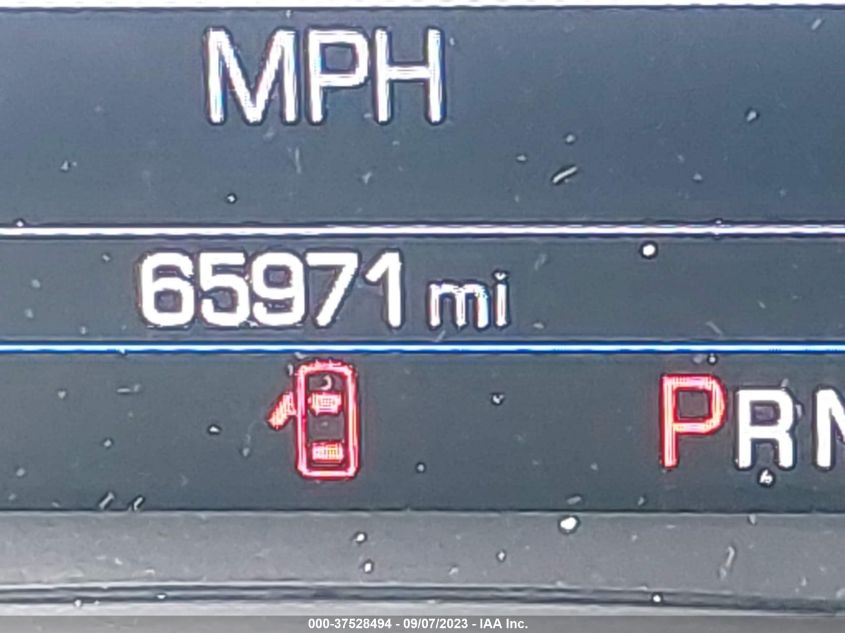 MPH
65971 mi
PRN
000-37528494 - 09/07/2023 - IAA Inc.